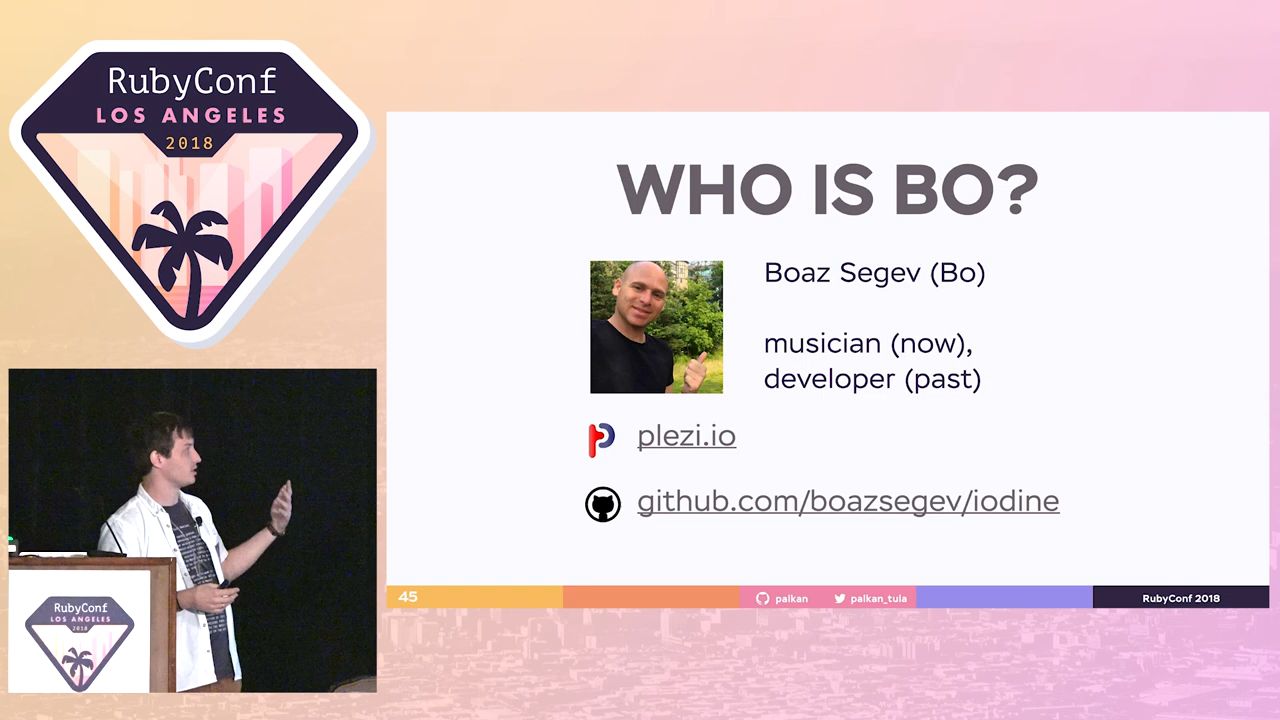 RubyConf
LOS ANGELES
2018
WHO IS BO?
Boaz Segev (Bo)
musician (now),
developer (past)
plezi.io
github.com/boazsegev/iodine
45
palkan
palkan_tula
RubyConf 2018
RubyConf
LOS ANGELES
2018